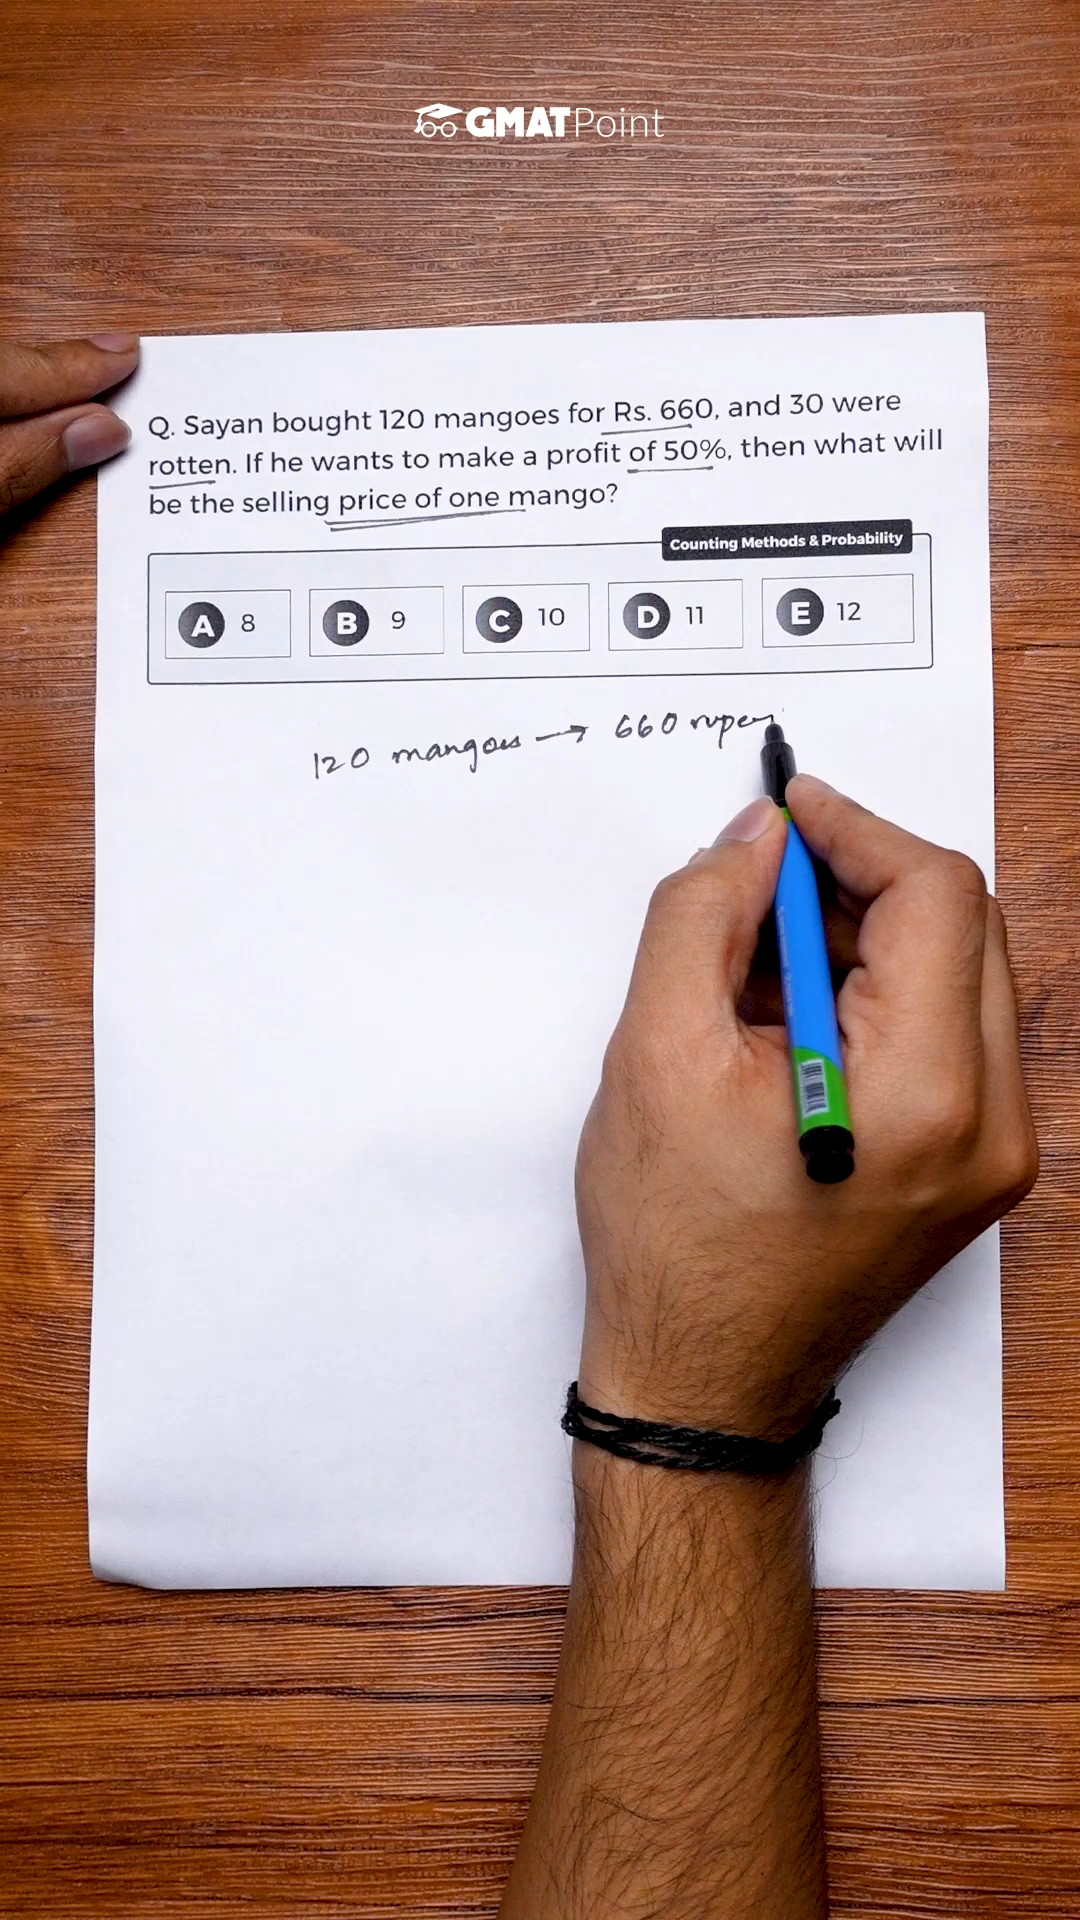 GMATPoint
Q. Sayan bought 120 mangoes for Rs. 660, and 30 were
rotten. If he wants to make a profit of 50%, then what will
be the selling price of one mango?
Counting Methods & Probability
A 8 B 9 C 10 D 11 E 12
120 mangoes → 660 rupees